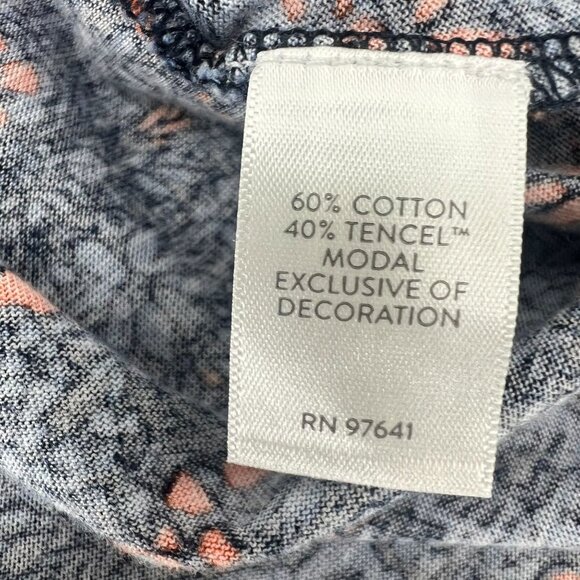 60% COTTON
40% TENCEL™
MODAL
EXCLUSIVE OF
DECORATION
RN 97641